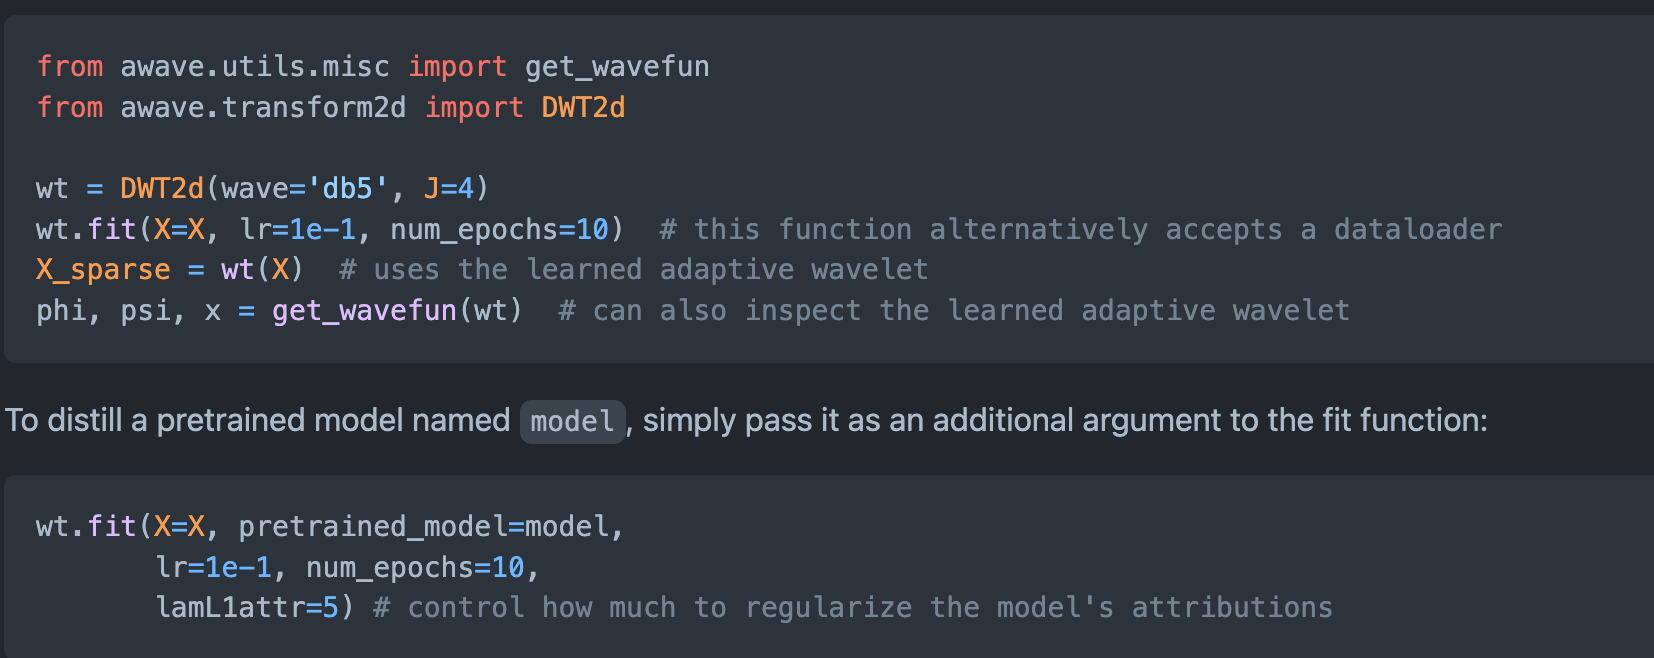 from awave.utils.misc import get_wavefun
from awave.transform2d import DWT2d
wt = DWT2d(wave='db5', J=4)
wt.fit(X=X, lr=1e-1, num_epochs=10)  # this function alternatively accepts a dataloader
X_sparse = wt(X)  # uses the learned adaptive wavelet
phi, psi, x = get_wavefun(wt)  # can also inspect the learned adaptive wavelet
To distill a pretrained model named model, simply pass it as an additional argument to the fit function:
wt.fit(X=X, pretrained_model=model,
       lr=1e-1, num_epochs=10,
       lamL1attr=5) # control how much to regularize the model's attributions